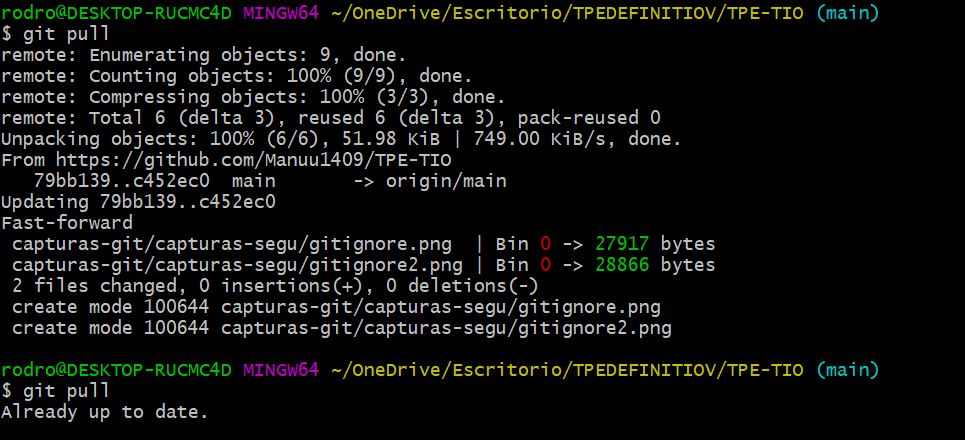 rodro@DESKTOP-RUCMC4D MINGW64 ~/OneDrive/Escritorio/TPEDEFINITIOV/TPE-TIO (main)
$ git pull
remote: Enumerating objects: 9, done.
remote: Counting objects: 100% (9/9), done.
remote: Compressing objects: 100% (3/3), done.
remote: Total 6 (delta 3), reused 6 (delta 3), pack-reused 0
Unpacking objects: 100% (6/6), 51.98 KiB | 749.00 KiB/s, done.
From https://github.com/Manuu1409/TPE-TIO
   79bb139..c452ec0  main       -> origin/main
Updating 79bb139..c452ec0
Fast-forward
 capturas-git/capturas-segu/gitignore.png  | Bin 0 -> 27917 bytes
 capturas-git/capturas-segu/gitignore2.png | Bin 0 -> 28866 bytes
 2 files changed, 0 insertions(+), 0 deletions(-)
 create mode 100644 capturas-git/capturas-segu/gitignore.png
 create mode 100644 capturas-git/capturas-segu/gitignore2.png
rodro@DESKTOP-RUCMC4D MINGW64 ~/OneDrive/Escritorio/TPEDEFINITIOV/TPE-TIO (main)
$ git pull
Already up to date.